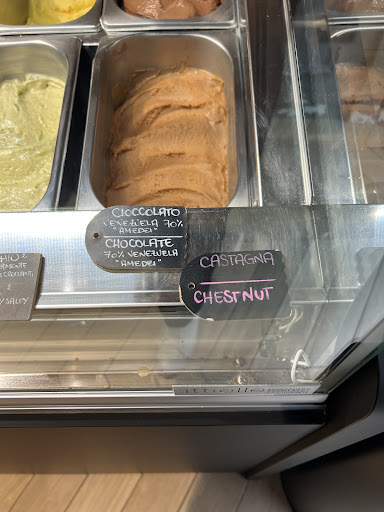 CIOCCOLATO
VENEZUELA 70%
"AMEDEI"
CHOCOLATE
70% VENEZUELA
"AMEDEI"
CASTAGNA
CHESTNUT